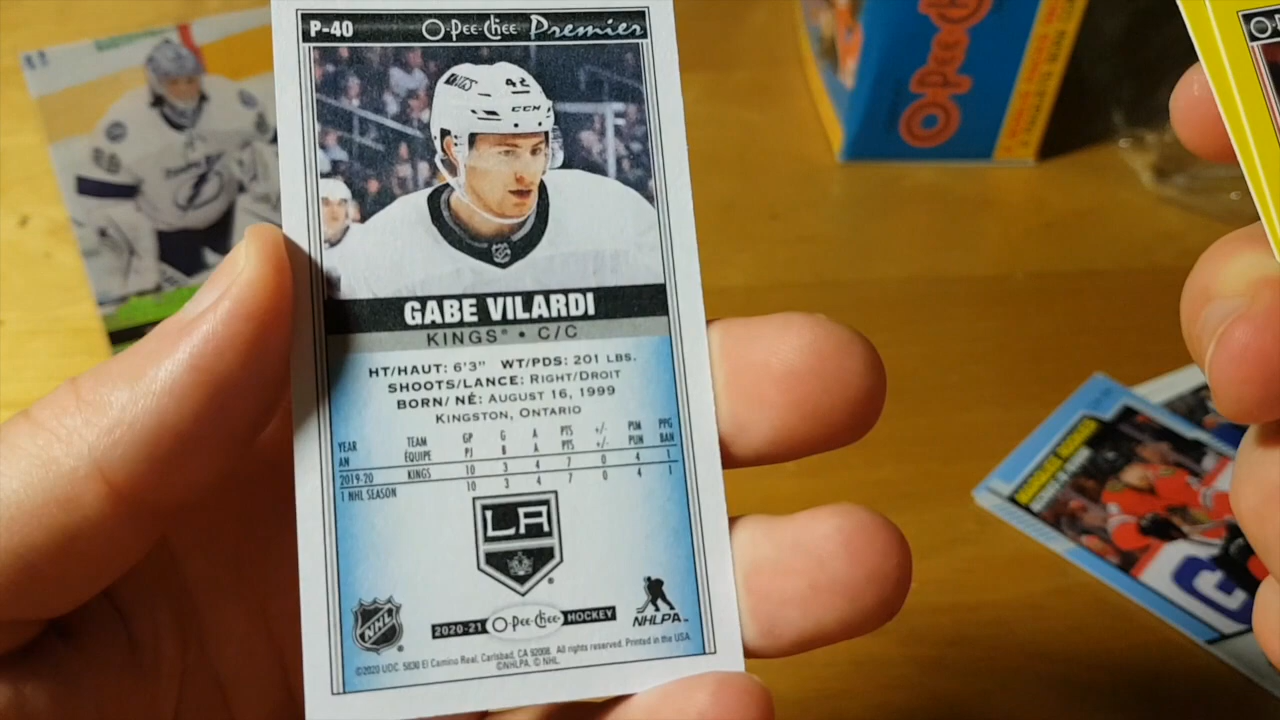 P-40 O-Pee-Chee Premier
42
CCM
GABE VILARDI
KINGS® • C/C
HT/HAUT: 6'3" WT/PDS: 201 LBS.
SHOOTS/LANCE: RIGHT/DROIT
BORN/ NÉ: AUGUST 16, 1999
KINGSTON, ONTARIO
YEAR TEAM GP G A PTS +/- PIM PPG
AN ÉQUIPE PJ B A PTS +/- PUN BAN
2019-20 KINGS 10 3 4 7 0 4 1
1 NHL SEASON 10 3 4 7 0 4 1
LA
NHL
NHLPA™
2020-21 O-Pee-Chee HOCKEY
©2020 UDC. 5830 El Camino Real, Carlsbad, CA 92008. All rights reserved. Printed in the USA.
©NHLPA. © NHL.
O-Pee-C